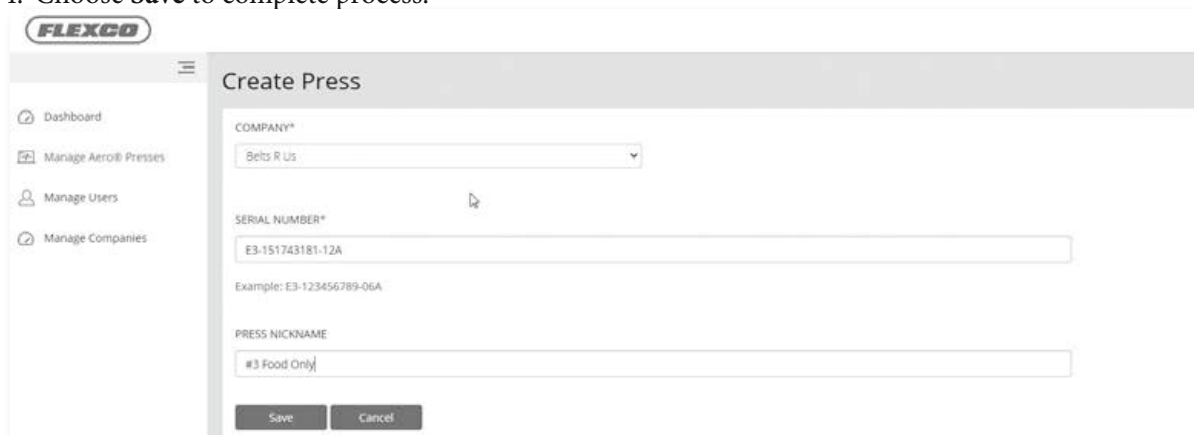 Choose Save to complete process.
FLEXCO
Create Press
Dashboard
Manage Aero® Presses
Manage Users
Manage Companies
COMPANY*
Belts R Us
SERIAL NUMBER*
E3-151743181-12A
Example: E3-123456789-06A
PRESS NICKNAME
#3 Food Only
Save Cancel